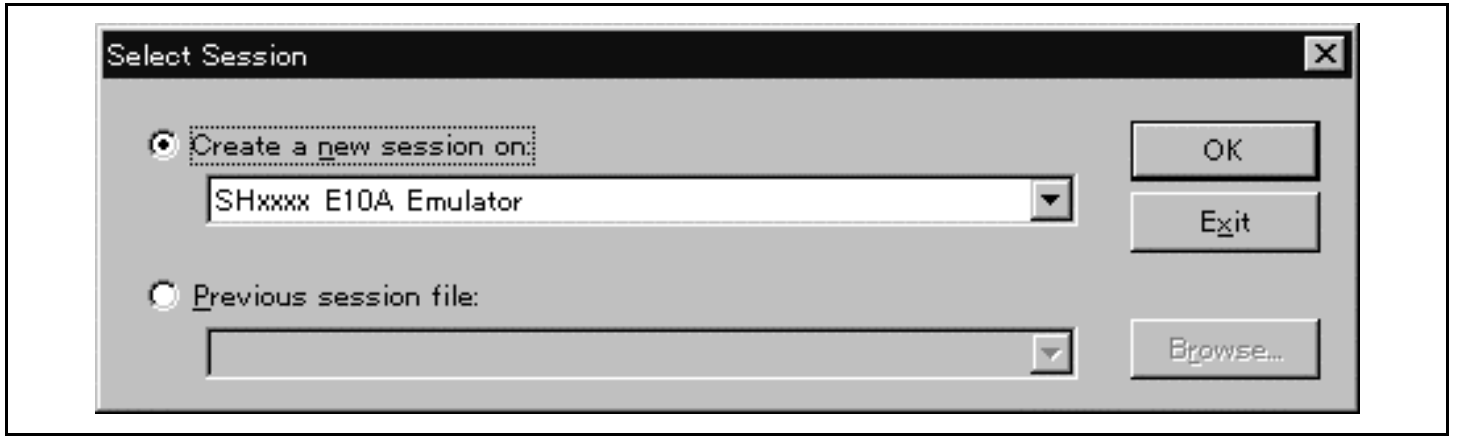 Select Session
Create a new session on:
OK
SHxxxx E10A Emulator
Exit
Previous session file:
Browse...